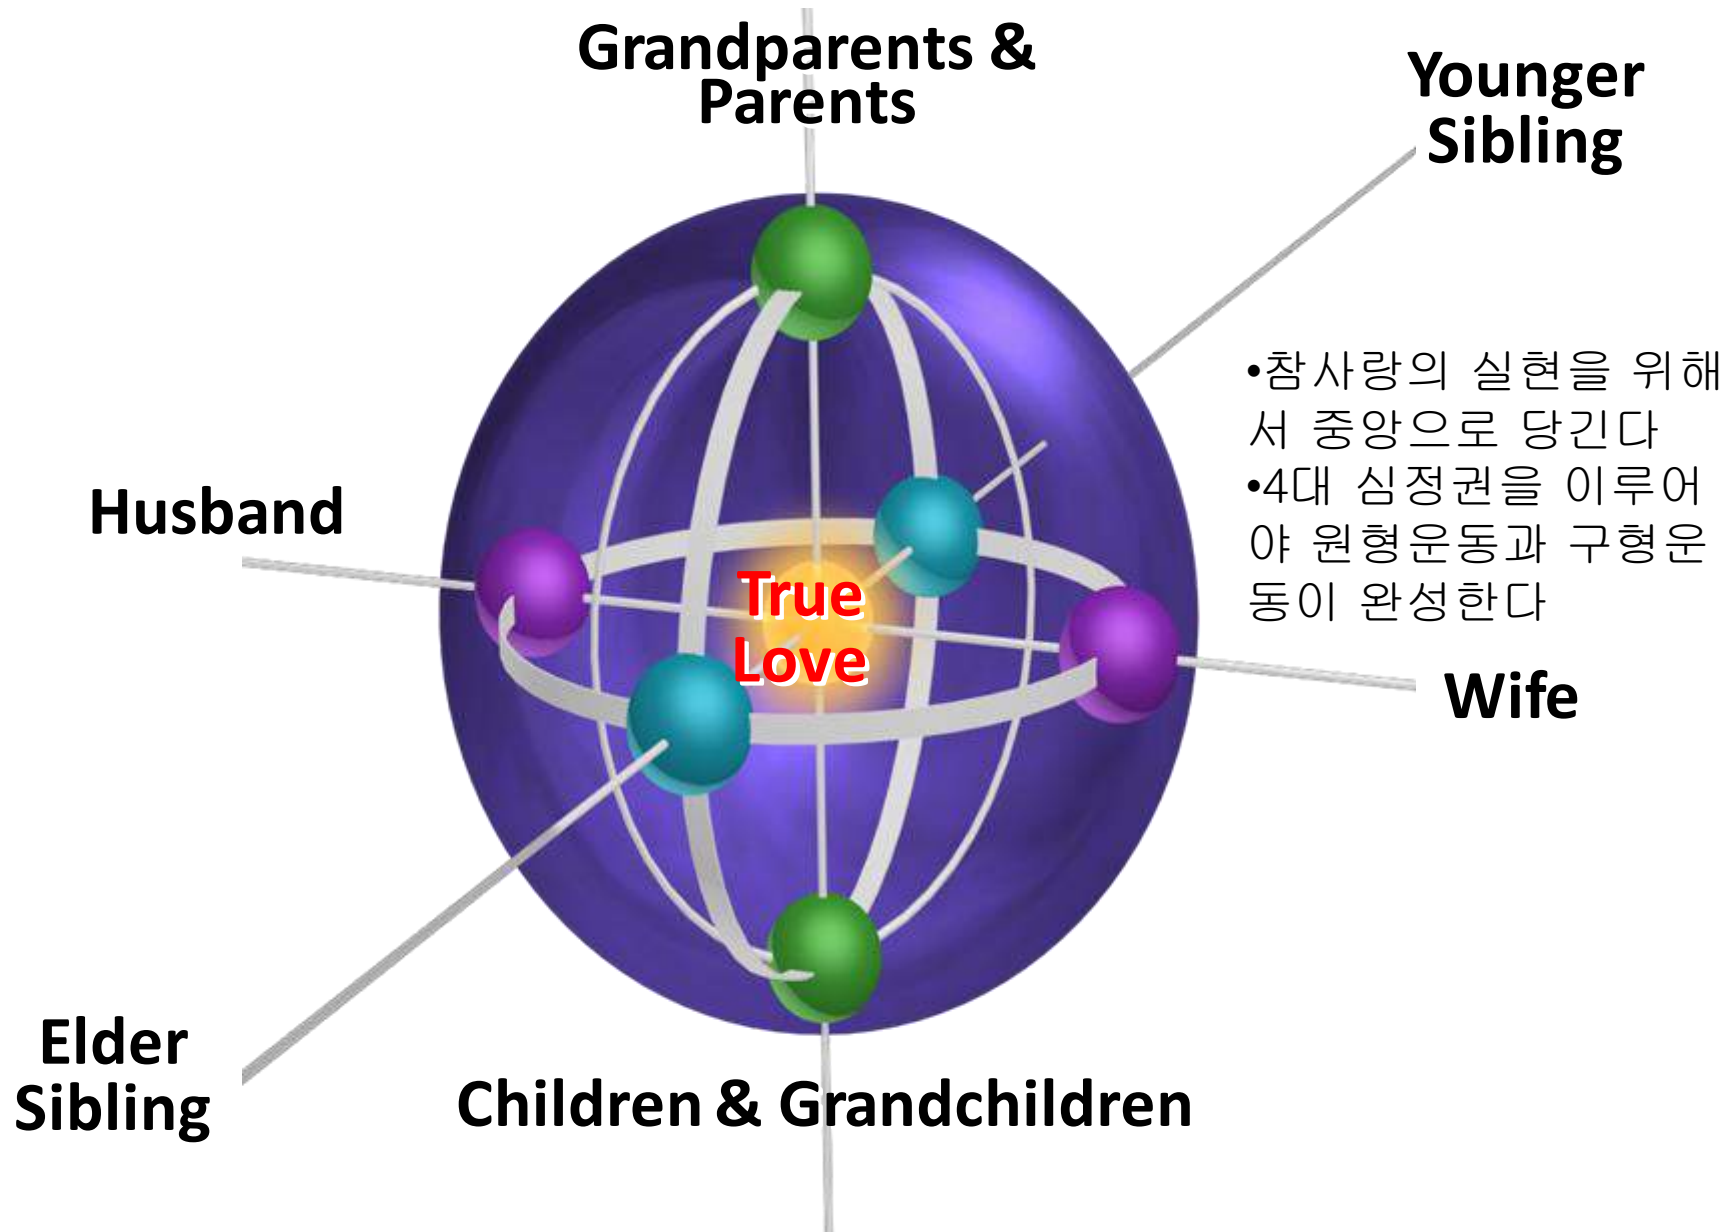 Grandparents &
Parents
Younger
Sibling
•참사랑의 실현을 위해
서 중앙으로 당긴다
•4대 심정권을 이루어
야 원형운동과 구형운
동이 완성한다
Husband
True
Love
Wife
Elder
Sibling
Children & Grandchildren